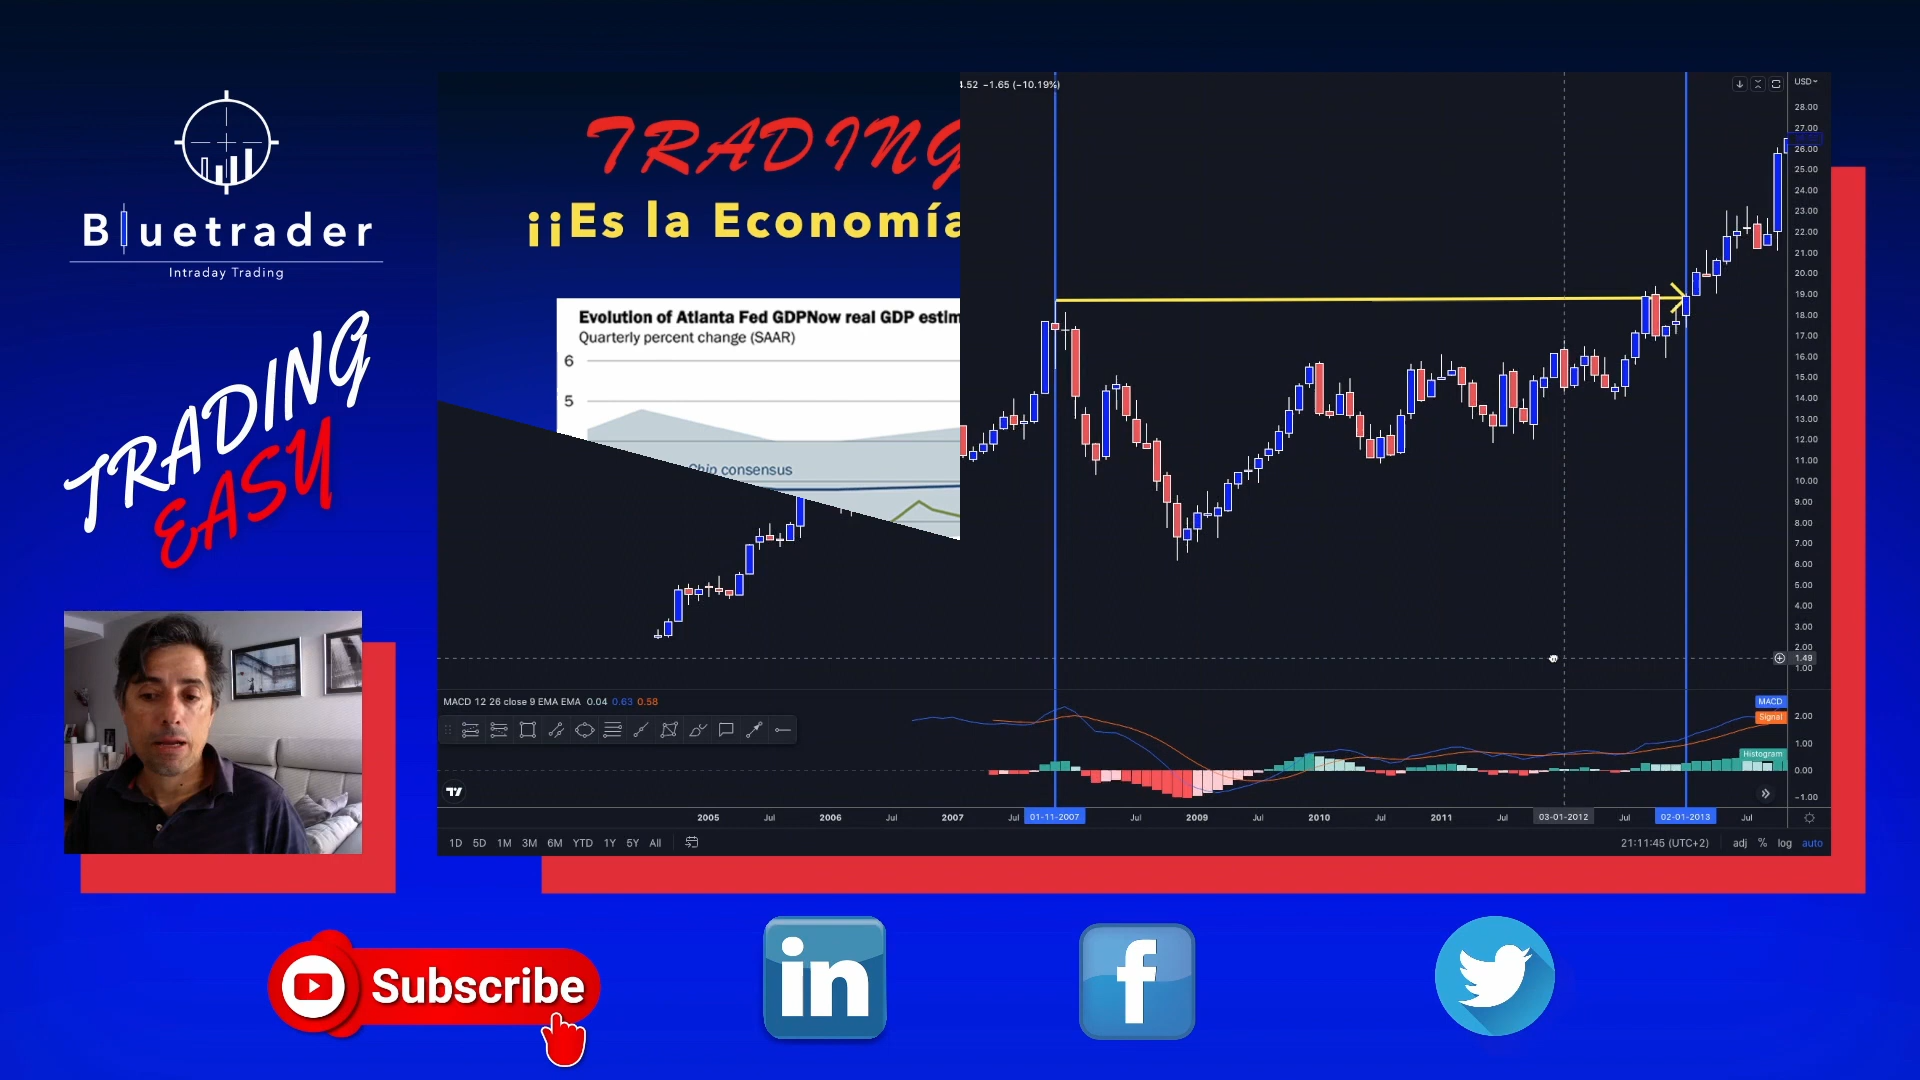 Bluetrader
Intraday Trading
TRADING
EASY
TRADING
¡¡Es la Economía
Evolution of Atlanta Fed GDPNow real GDP estim
Quarterly percent change (SAAR)
6
5
Chip consensus
4.52 −1.65 (−10.19%)
USD
28.00
27.00
26.00
25.00
24.00
23.00
22.00
21.00
20.00
19.00
18.00
17.00
16.00
15.00
14.00
13.00
12.00
11.00
10.00
9.00
8.00
7.00
6.00
5.00
4.00
3.00
2.00
1.49
1.00
MACD 12 26 close 9 EMA EMA 0.04 0.63 0.58
MACD
Signal
Histogram
2.00
1.00
0.00
−1.00
2005 Jul 2006 Jul 2007 Jul 01-11-2007 Jul 2009 Jul 2010 Jul 2011 Jul 03-01-2012 Jul 02-01-2013 Jul
1D 5D 1M 3M 6M YTD 1Y 5Y All
21:11:45 (UTC+2) adj % log auto
Subscribe
in
f